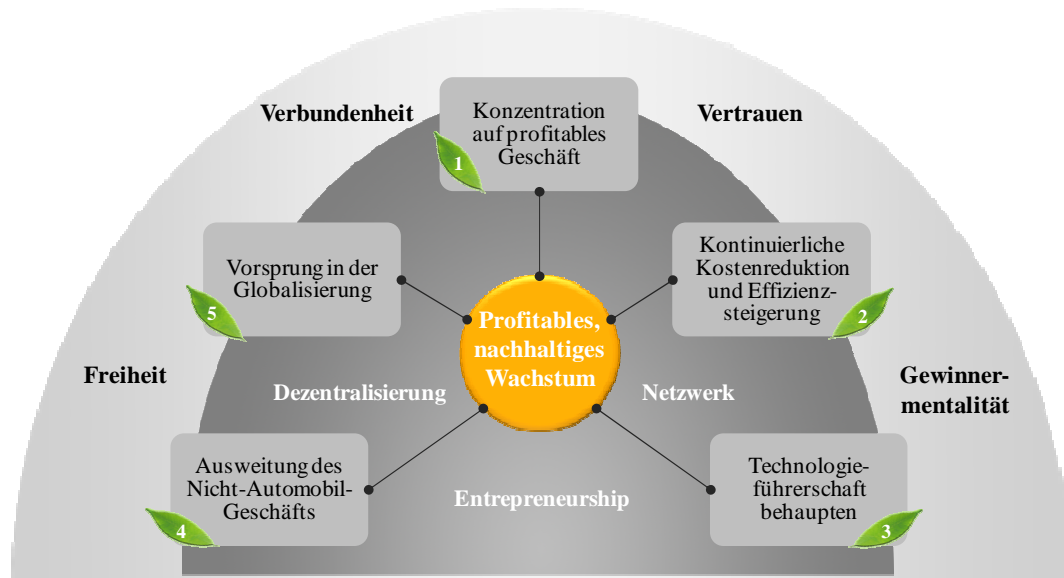 Verbundenheit
Vertrauen
Konzentration
auf profitables
Geschäft
1
Vorsprung in der
Globalisierung
5
Kontinuierliche
Kostenreduktion
und Effizienz-
steigerung
2
Profitables,
nachhaltiges
Wachstum
Freiheit
Gewinner-
mentalität
Dezentralisierung
Netzwerk
Ausweitung des
Nicht-Automobil-
Geschäfts
4
Entrepreneurship
Technologie-
führerschaft
behaupten
3